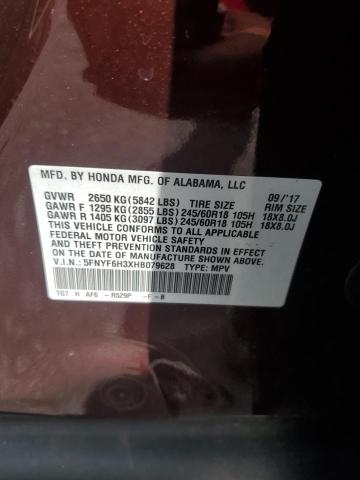 MFD. BY HONDA MFG. OF ALABAMA, LLC
GVWR 2650 KG(5842 LBS) TIRE SIZE 09/'17 RIM SIZE
GAWR F 1295 KG(2855 LBS)245/60R18 105H 18X8.0J
GAWR R 1405 KG(3097 LBS)245/60R18 105H 18X8.0J
THIS VEHICLE CONFORMS TO ALL APPLICABLE
FEDERAL MOTOR VEHICLE SAFETY STANDARDS IN EFFECT
ON THE DATE OF MANUFACTURE SHOWN ABOVE.
V.I.N.: 5FNYF6H3XHB079628 TYPE: MPV
TG7 H AF6 -R529P -F-B